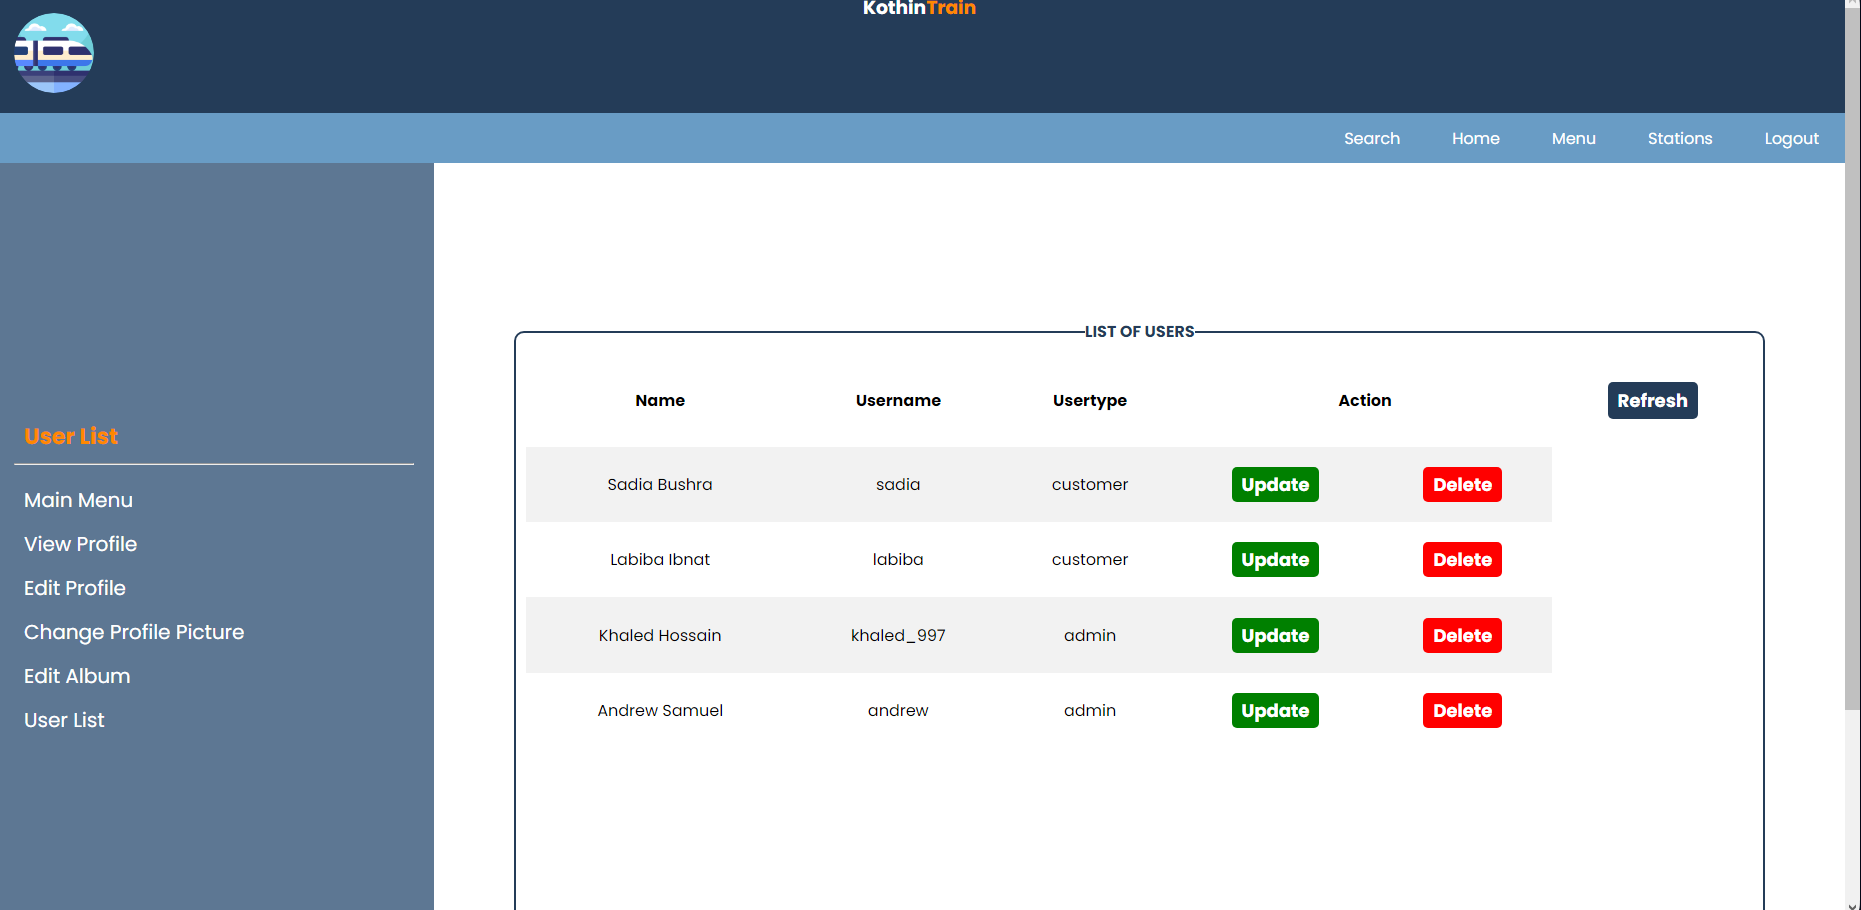 KothinTrain
Search Home Menu Stations Logout
User List
Main Menu
View Profile
Edit Profile
Change Profile Picture
Edit Album
User List
LIST OF USERS
Name Username Usertype Action Refresh
Sadia Bushra sadia customer Update Delete
Labiba Ibnat labiba customer Update Delete
Khaled Hossain khaled_997 admin Update Delete
Andrew Samuel andrew admin Update Delete